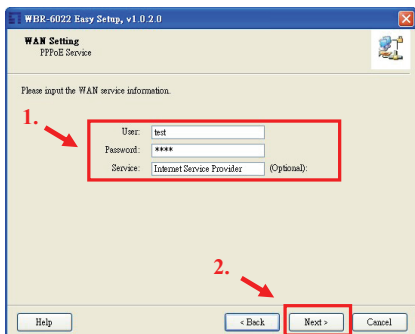 WBR-6022 Easy Setup, v1.0.2.0
WAN Setting
PPPoE Service
Please input the WAN service information.
1.
User: test
Password: ****
Service: Internet Service Provider (Optional):
2.
Help < Back Next > Cancel